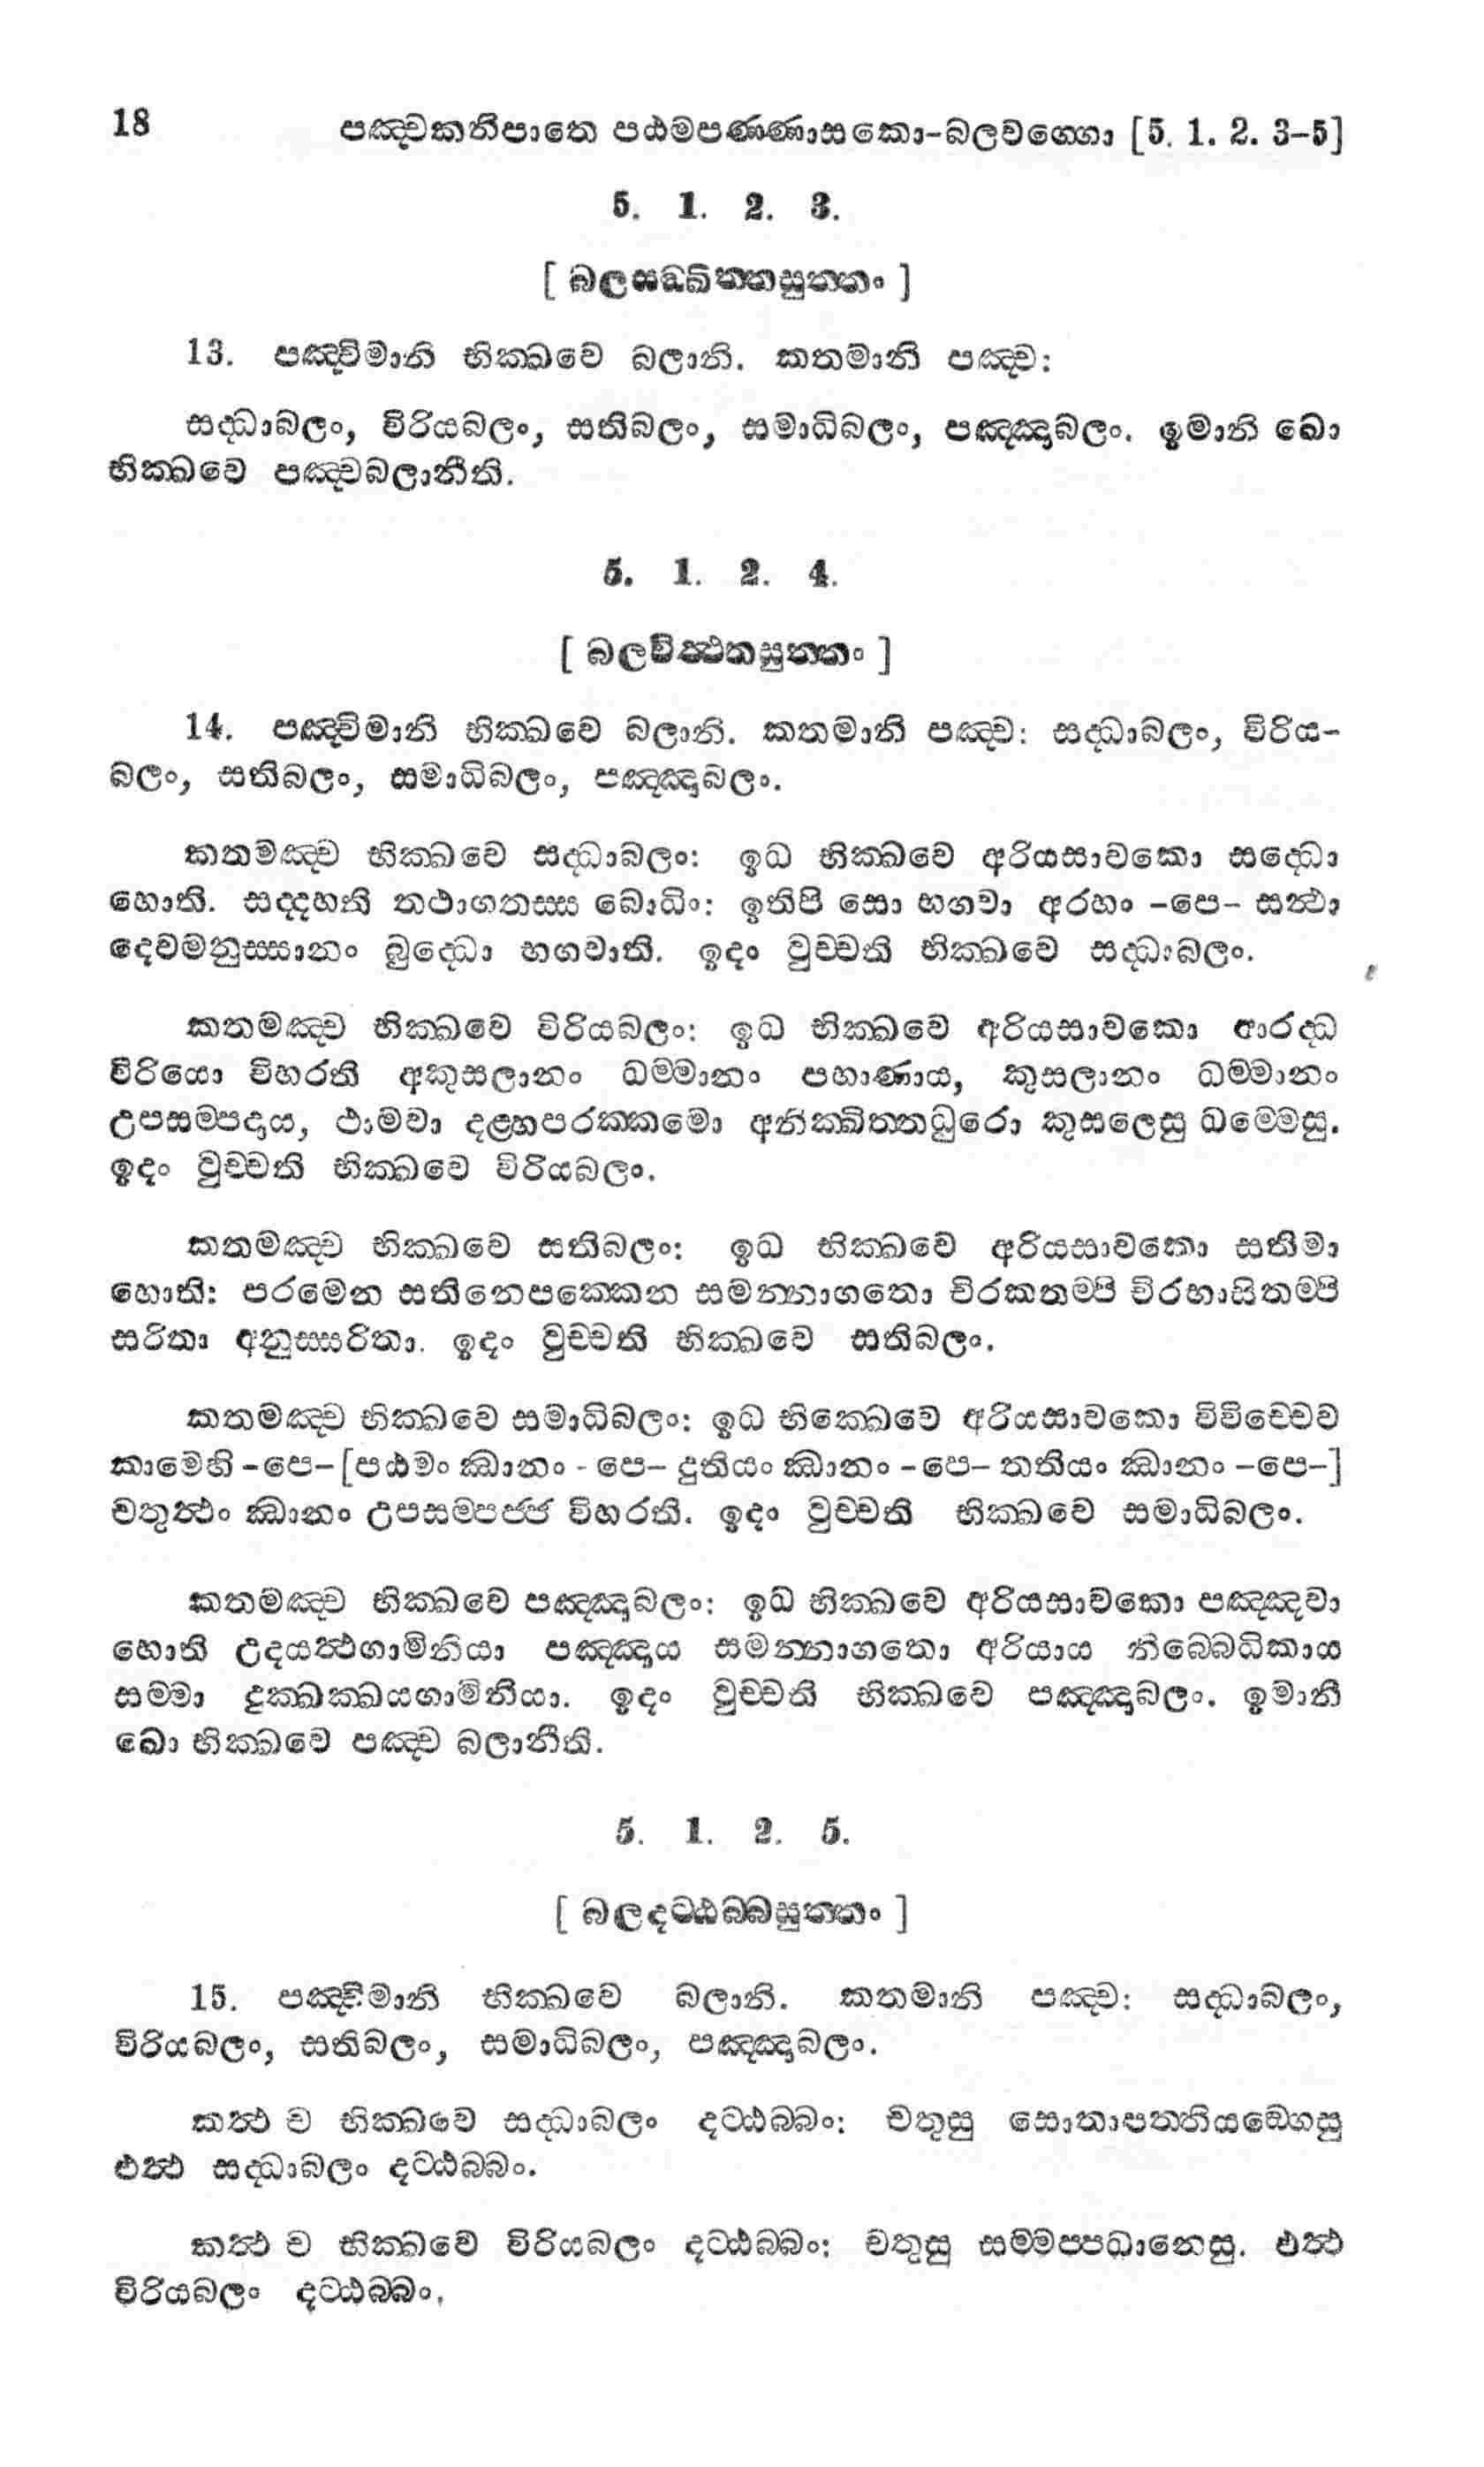 18 පඤ්චකනිපාතෙ පඨමපණ්ණාසකො-බලවග්ගො [5. 1. 2. 3-5]
5. 1. 2. 3.
[ බලසඞ්ඛිත්තසුත්තං ]
13. පඤ්චිමානි භික්ඛවෙ බලානි. කතමානි පඤ්ච:
සද්ධාබලං, විරියබලං, සතිබලං, සමාධිබලං, පඤ්ඤාබලං. ඉමානි ඛො
භික්ඛවෙ පඤ්චබලානීති.
5. 1. 2. 4.
[ බලවිත්ථතසුත්තං ]
14. පඤ්චිමානි භික්ඛවෙ බලානි. කතමානි පඤ්ච: සද්ධාබලං, විරිය-
බලං, සතිබලං, සමාධිබලං, පඤ්ඤාබලං.
කතමඤ්ච භික්ඛවෙ සද්ධාබලං: ඉධ භික්ඛවෙ අරියසාවකො සද්ධො
හොති. සද්දහති තථාගතස්ස බොධිං: ඉතිපි සො භගවා අරහං -පෙ- සත්ථා
දෙවමනුස්සානං බුද්ධො භගවාති. ඉදං වුච්චති භික්ඛවෙ සද්ධාබලං.
කතමඤ්ච භික්ඛවෙ විරියබලං: ඉධ භික්ඛවෙ අරියසාවකො ආරද්ධ
විරියො විහරති අකුසලානං ධම්මානං පහාණාය, කුසලානං ධම්මානං
උපසම්පදාය, ථාමවා දළ්හපරක්කමො අනික්ඛිත්තධුරො කුසලෙසු ධම්මෙසු.
ඉදං වුච්චති භික්ඛවෙ විරියබලං.
කතමඤ්ච භික්ඛවෙ සතිබලං: ඉධ භික්ඛවෙ අරියසාවකො සතිමා
හොති: පරමෙන සතිනෙපක්කෙන සමන්නාගතො චිරකතම්පි චිරභාසිතම්පි
සරිතා අනුස්සරිතා. ඉදං වුච්චති භික්ඛවෙ සතිබලං.
කතමඤ්ච භික්ඛවෙ සමාධිබලං: ඉධ භික්ඛෙවෙ අරියසාවකො විවිච්චෙව
කාමෙහි -පෙ- [පඨමං ඣානං - පෙ- දුතියං ඣානං -පෙ- තතියං ඣානං -පෙ-]
චතුත්ථං ඣානං උපසම්පජ්ජ විහරති. ඉදං වුච්චති භික්ඛවෙ සමාධිබලං.
කතමඤ්ච භික්ඛවෙ පඤ්ඤාබලං: ඉධ භික්ඛවෙ අරියසාවකො පඤ්ඤවා
හොති උදයත්ථගාමිනියා පඤ්ඤාය සමන්නාගතො අරියාය නිබ්බෙධිකාය
සම්මා දුක්ඛක්ඛයගාමිනියා. ඉදං වුච්චති භික්ඛවෙ පඤ්ඤාබලං. ඉමානි
ඛො භික්ඛවෙ පඤ්ච බලානීති.
5. 1. 2. 5.
[ බලදට්ඨබ්බසුත්තං ]
15. පඤ්චිමානි භික්ඛවෙ බලානි. කතමානි පඤ්ච: සද්ධාබලං,
විරියබලං, සතිබලං, සමාධිබලං, පඤ්ඤාබලං.
කත්ථ ච භික්ඛවෙ සද්ධාබලං දට්ඨබ්බං: චතුසු සොතාපත්තියඞ්ගෙසු
එත්ථ සද්ධාබලං දට්ඨබ්බං.
කත්ථ ච භික්ඛවෙ විරියබලං දට්ඨබ්බං: චතුසු සම්මප්පධානෙසු. එත්ථ
විරියබලං දට්ඨබ්බං.